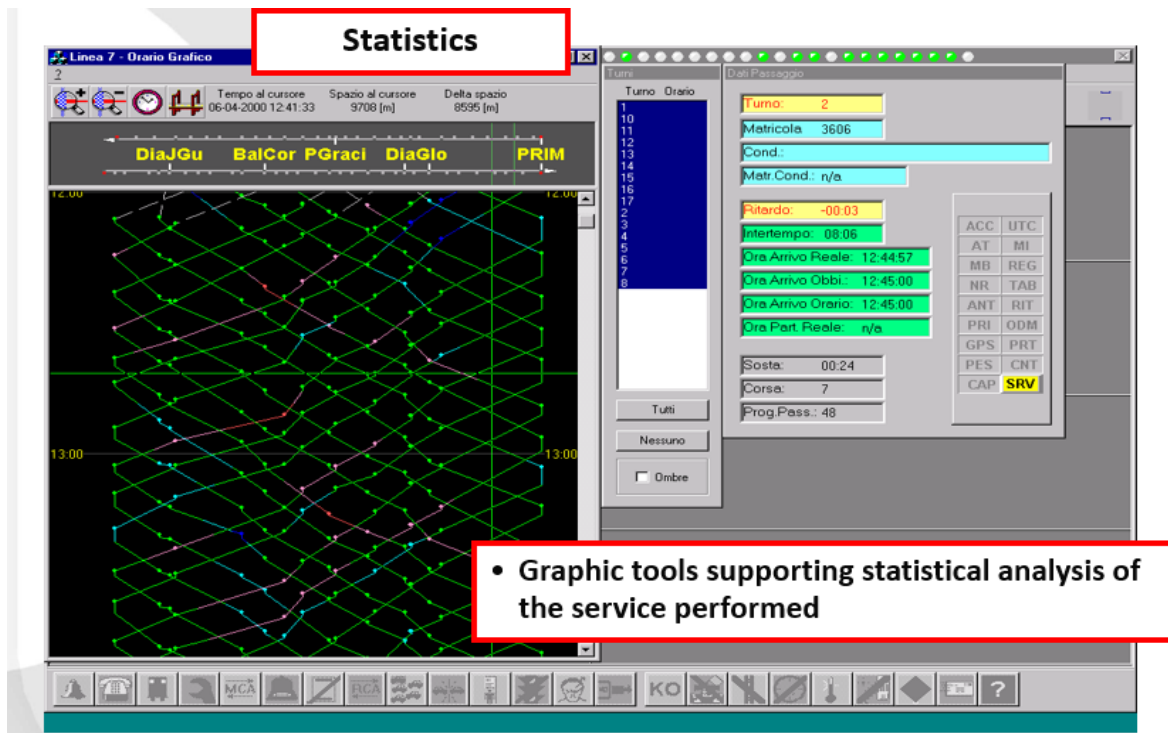 Statistics
Linea 7 - Orario Grafico
?
Tempo al cursore
06-04-2000 12:41:33
Spazio al cursore
9708 [m]
Delta spazio
8595 [m]
DiaJGu BalCor PGraci DiaGlo PRIM
12:00 12:00
13:00 13:00
Turni
Turno Orario
1
10
11
12
13
14
15
16
17
2
3
4
5
6
7
8
Tutti
Nessuno
Ombre
Dati Passaggio
Turno: 2
Matricola 3606
Cond.:
Matr.Cond.: n/a
Ritardo: -00:03
Intertempo: 08:06
Ora Arrivo Reale: 12:44:57
Ora Arrivo Obbi.: 12:45:00
Ora Arrivo Orario: 12:45:00
Ora Part. Reale: n/a
Sosta: 00:24
Corsa: 7
Prog.Pass.: 48
ACC UTC
AT MI
MB REG
NR TAB
ANT RIT
PRI ODM
GPS PRT
PES CNT
CAP SRV
• Graphic tools supporting statistical analysis of
the service performed
MCA RCA KO ?